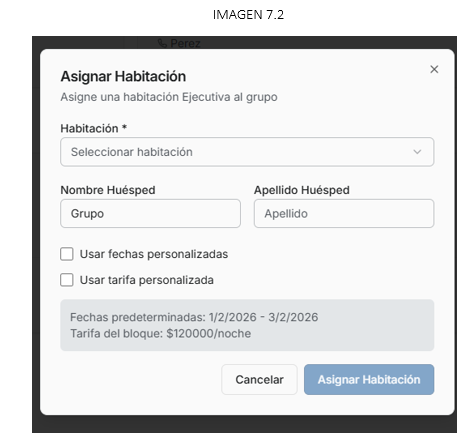 IMAGEN 7.2
Perez
Asignar Habitación
Asigne una habitación Ejecutiva al grupo
Habitación *
Seleccionar habitación
Nombre Huésped
Apellido Huésped
Grupo
Apellido
Usar fechas personalizadas
Usar tarifa personalizada
Fechas predeterminadas: 1/2/2026 - 3/2/2026
Tarifa del bloque: $120000/noche
Cancelar
Asignar Habitación